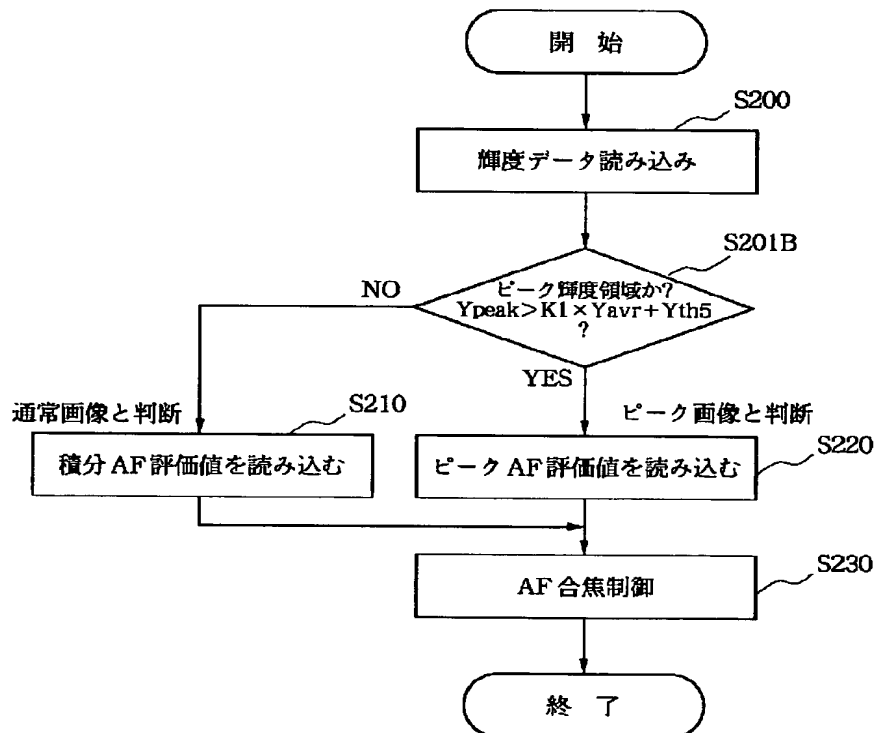 開 始
S200
輝度データ読み込み
S201B
ピーク輝度領域か?
Ypeak>K1×Yavr+Yth5
?
NO
YES
通常画像と判断
S210
積分AF評価値を読み込む
ピーク画像と判断
S220
ピークAF評価値を読み込む
S230
AF合焦制御
終 了